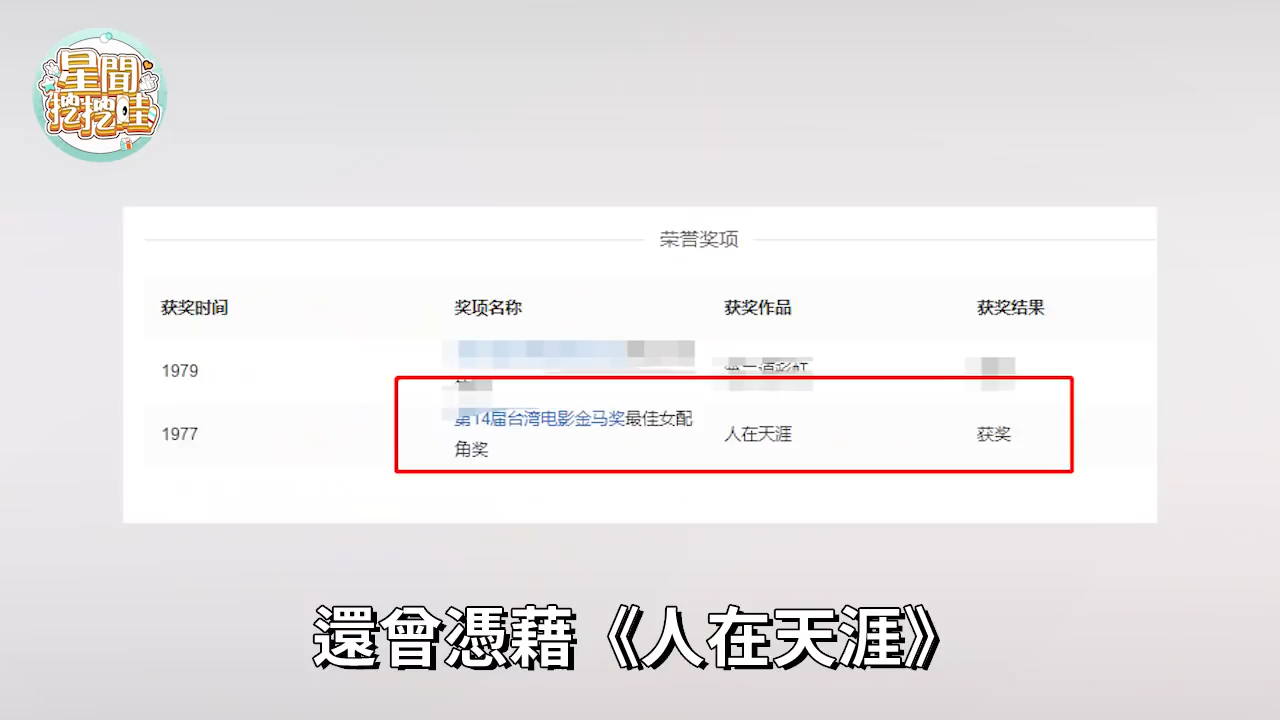 星聞
挖挖哇
荣誉奖项
获奖时间 奖项名称 获奖作品 获奖结果
1979
1977 第14届台湾电影金马奖最佳女配角奖 人在天涯 获奖
還曾憑藉《人在天涯》